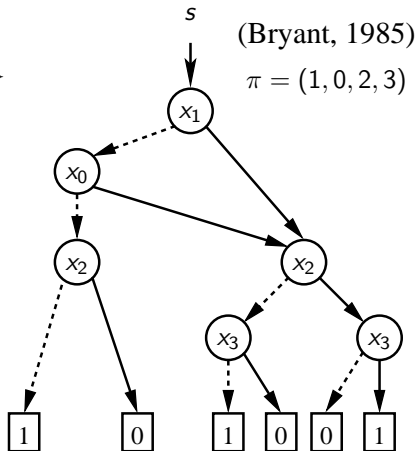 s
(Bryant, 1985)
π = (1, 0, 2, 3)
x₁
x₀
x₂ x₂
x₃ x₃
1 0 1 0 0 1